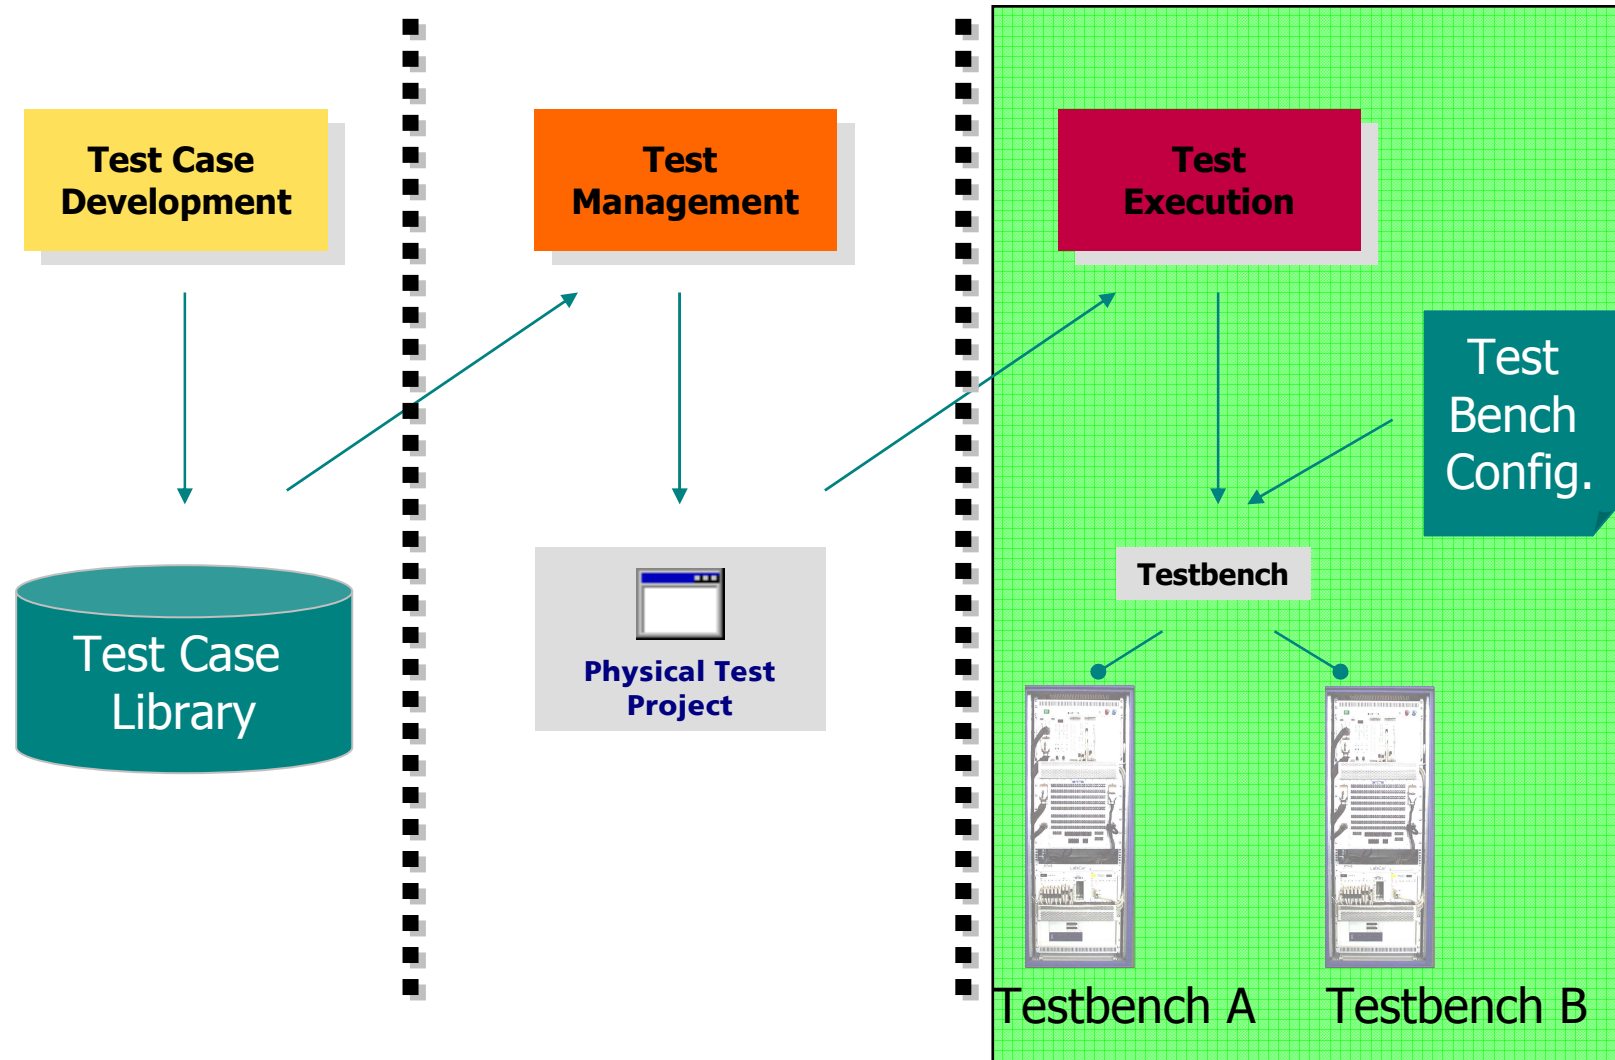 Test Case
Development
Test
Management
Test
Execution
Test
Bench
Config.
Testbench
Test Case
Library
Physical Test
Project
Testbench A
Testbench B